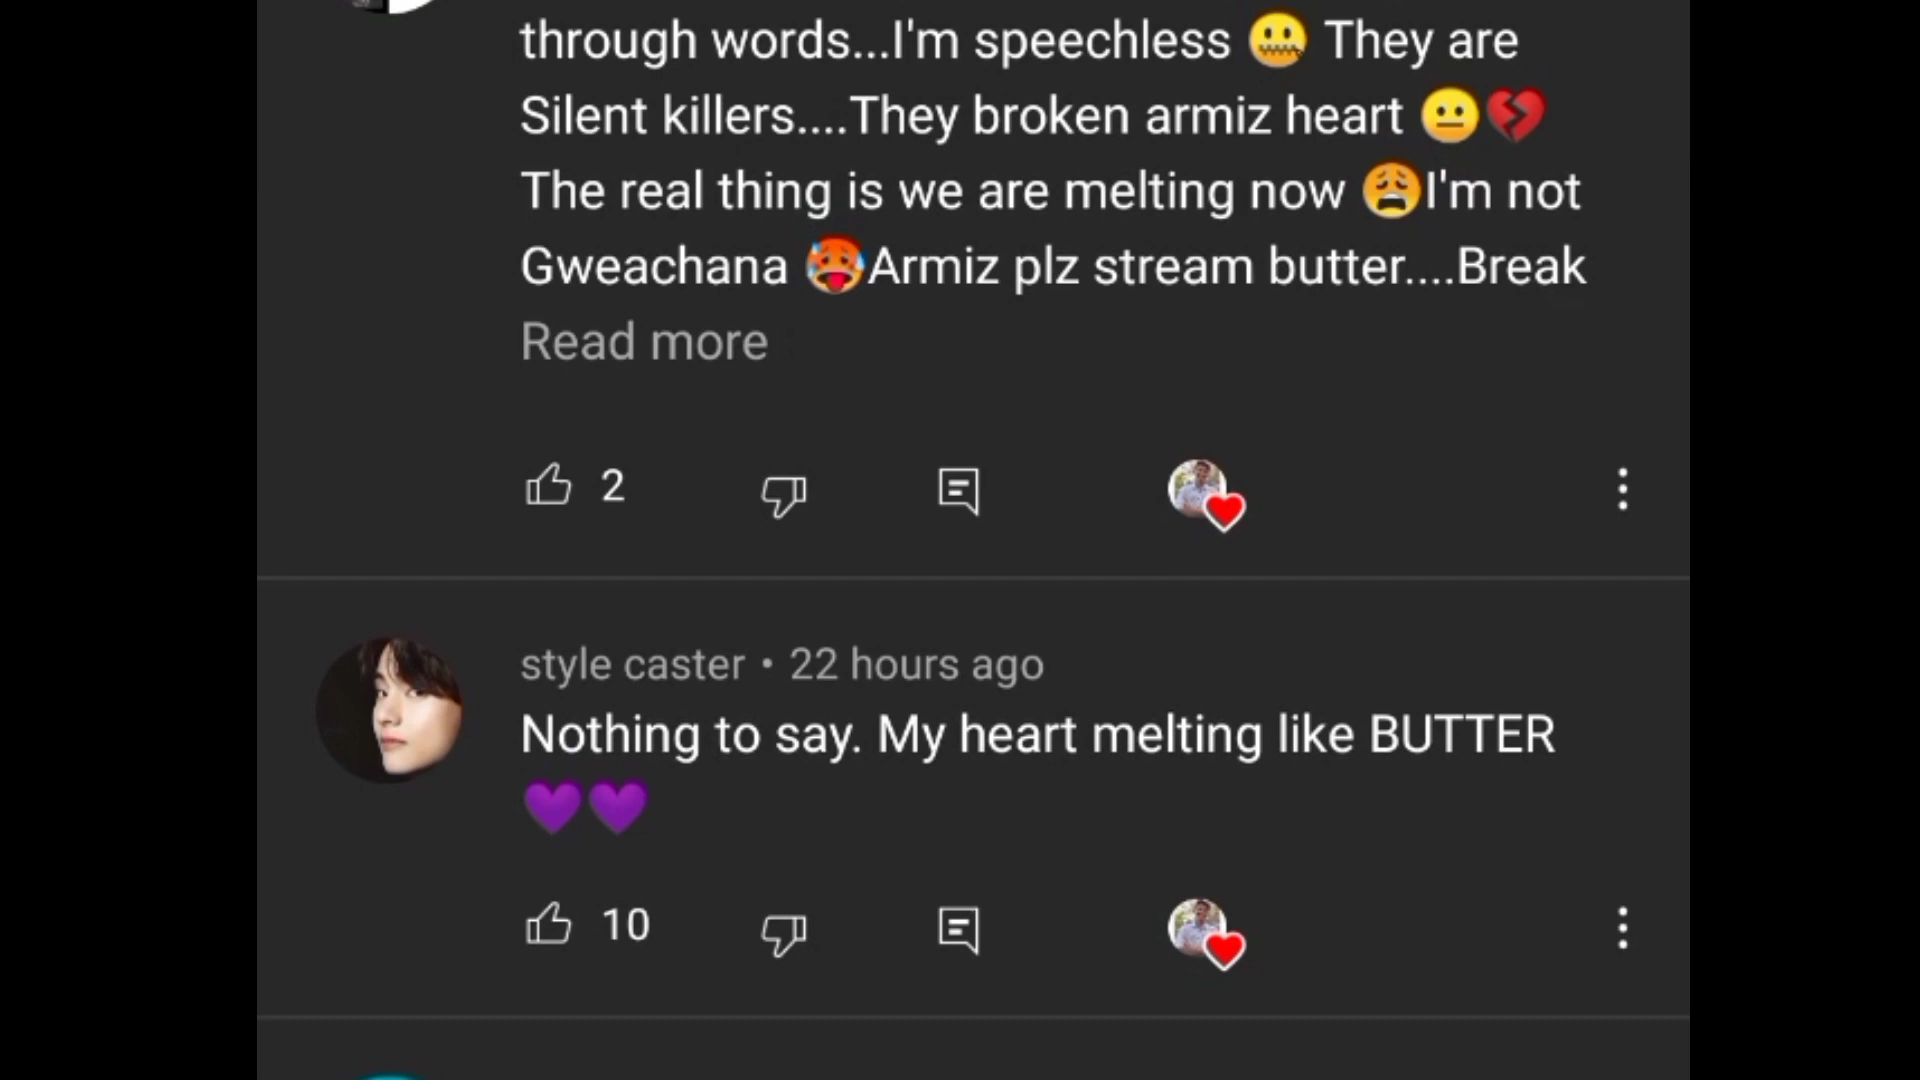 through words...I'm speechless 🤐 They are
Silent killers....They broken armiz heart 😐💔
The real thing is we are melting now 😩I'm not
Gweachana 🥵Armiz plz stream butter....Break
Read more
2
style caster • 22 hours ago
Nothing to say. My heart melting like BUTTER
💜💜
10